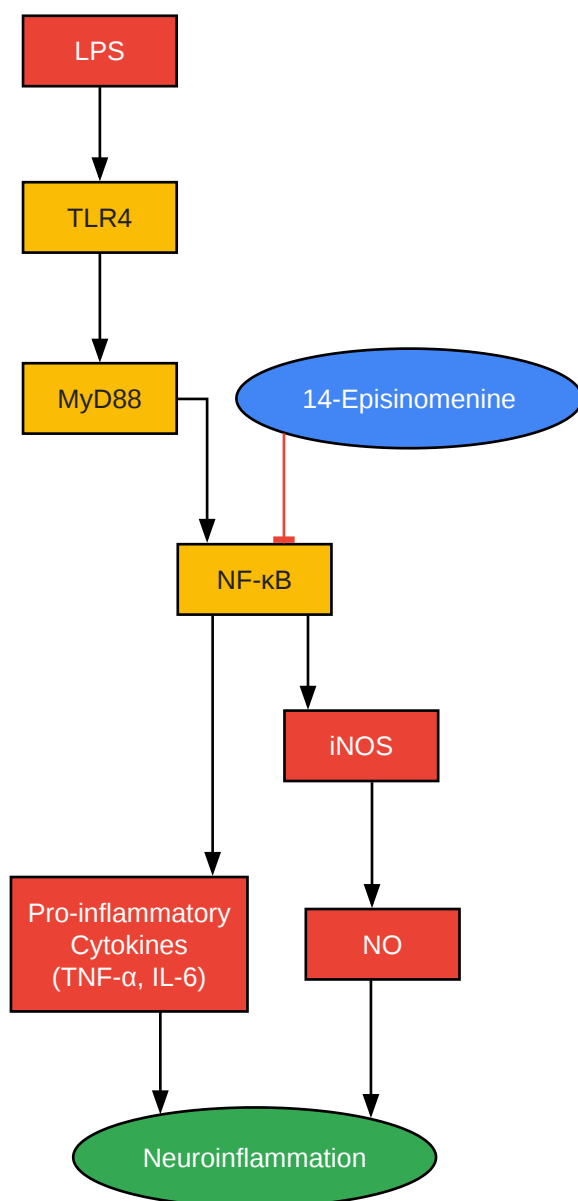 LPS
TLR4
MyD88
14-Episinomenine
NF-κB
iNOS
Pro-inflammatory
Cytokines
(TNF-α, IL-6)
NO
Neuroinflammation